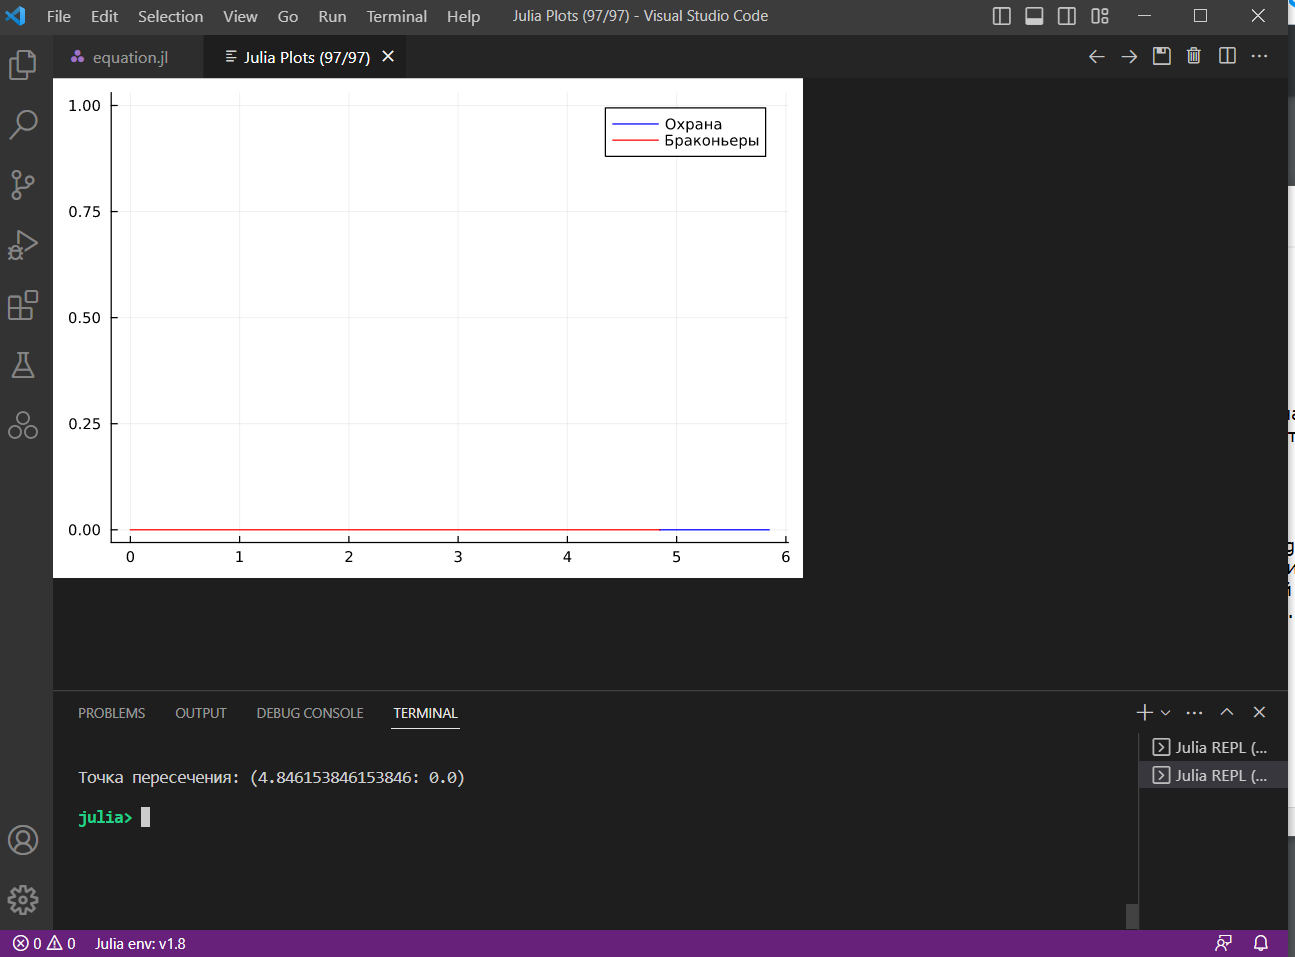 File Edit Selection View Go Run Terminal Help Julia Plots (97/97) - Visual Studio Code
equation.jl Julia Plots (97/97)
1.00
0.75
0.50
0.25
0.00
0 1 2 3 4 5 6
Охрана
Браконьеры
PROBLEMS OUTPUT DEBUG CONSOLE TERMINAL
Точка пересечения: (4.846153846153846: 0.0)
julia>
Julia REPL (...
Julia REPL (...
0 0 Julia env: v1.8